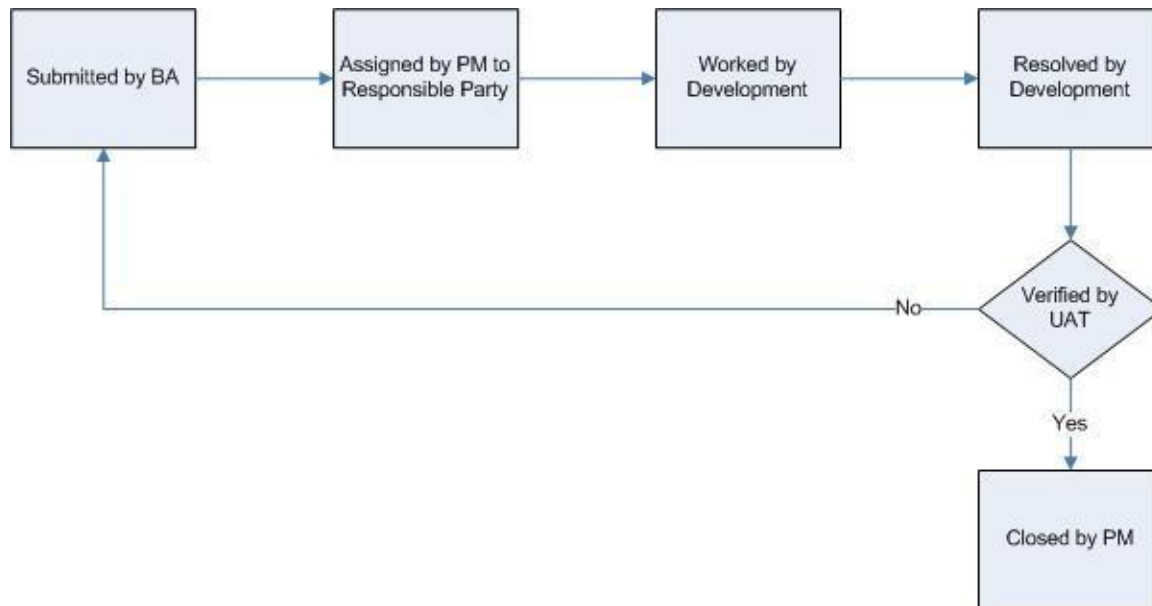 Submitted by BA
Assigned by PM to
Responsible Party
Worked by
Development
Resolved by
Development
Verified by
UAT
No
Yes
Closed by PM